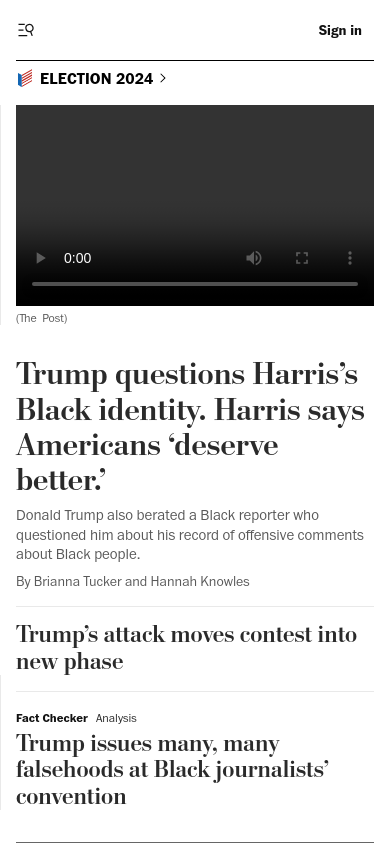 Sign in
ELECTION 2024
0:00
(The Post)
Trump questions Harris’s
Black identity. Harris says
Americans ‘deserve
better.’
Donald Trump also berated a Black reporter who
questioned him about his record of offensive comments
about Black people.
By Brianna Tucker and Hannah Knowles
Trump’s attack moves contest into
new phase
Fact Checker Analysis
Trump issues many, many
falsehoods at Black journalists’
convention